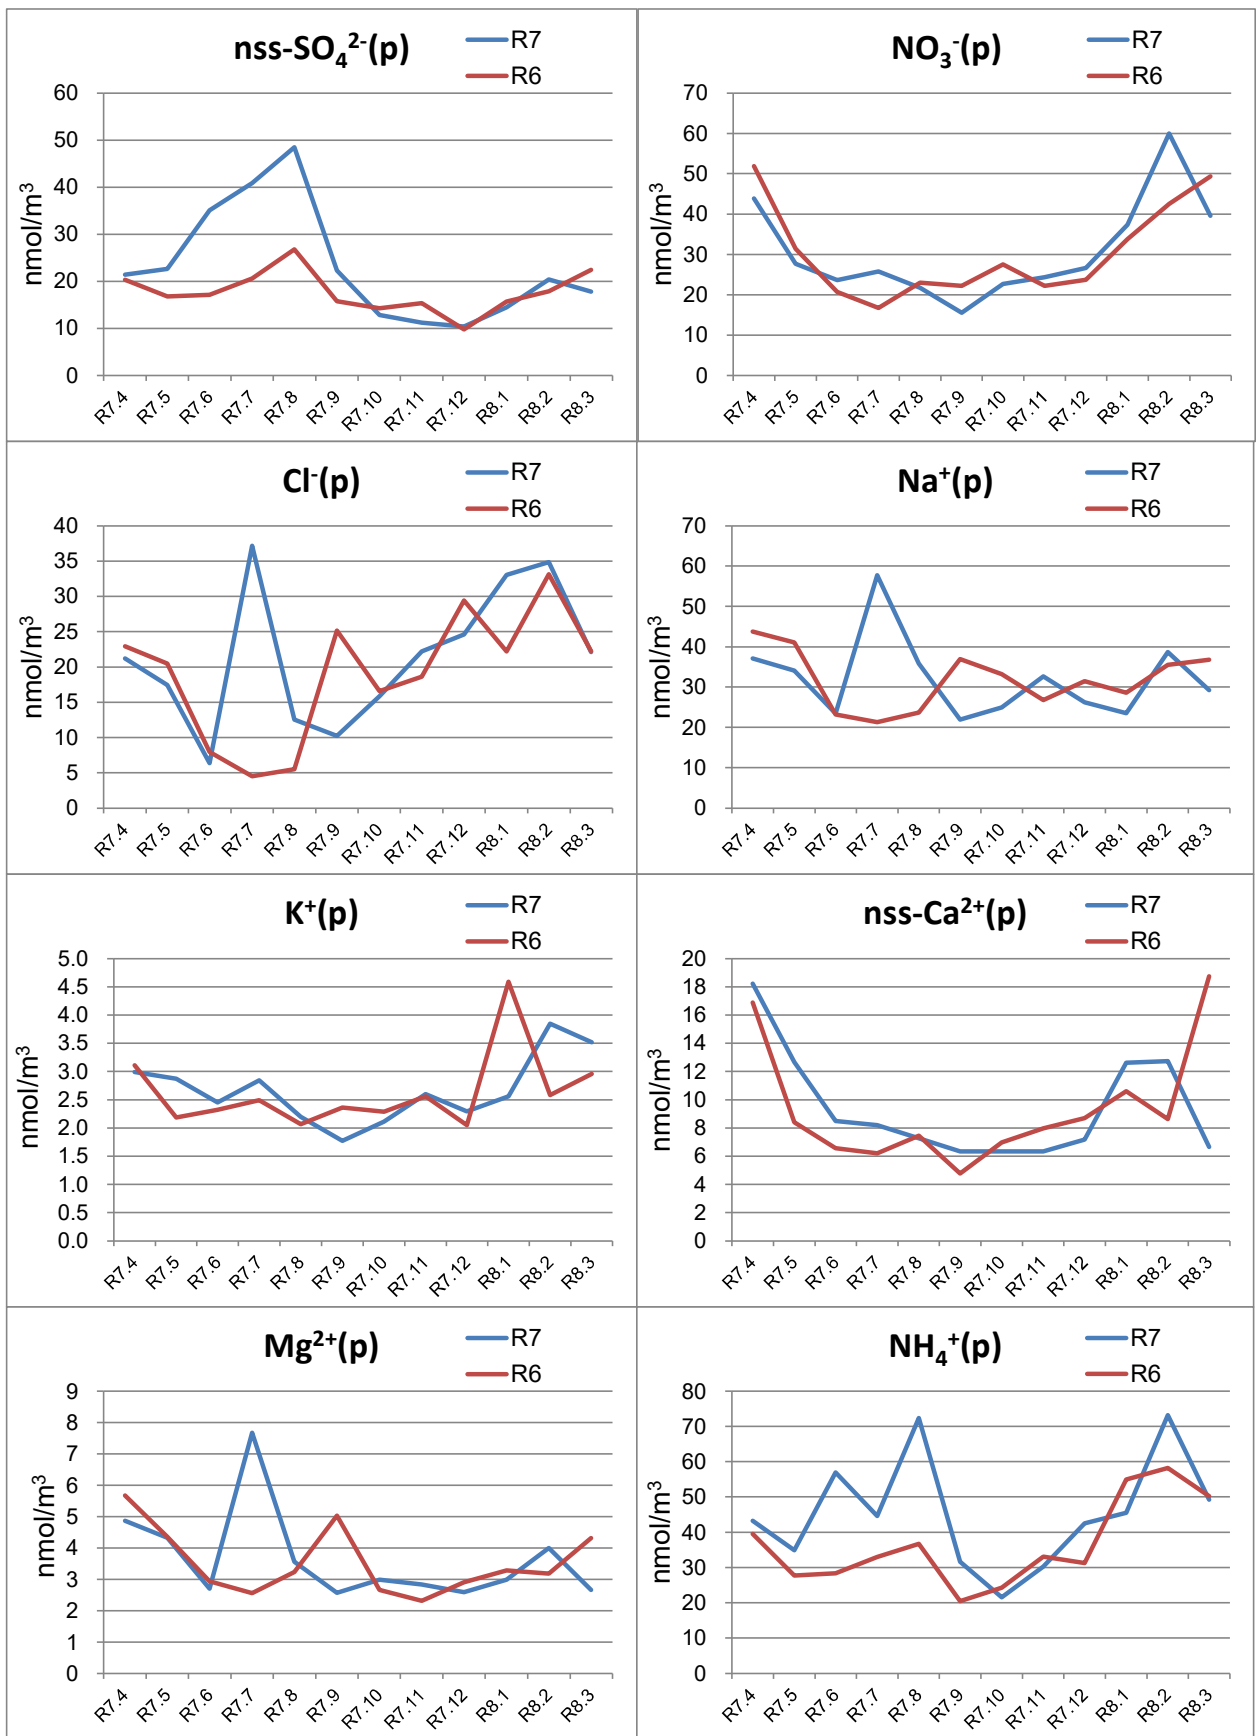 nss-SO₄²⁻(p)
R7
R6
nmol/m³
60
50
40
30
20
10
0
R7.4 R7.5 R7.6 R7.7 R7.8 R7.9 R7.10 R7.11 R7.12 R8.1 R8.2 R8.3
NO₃⁻(p)
R7
R6
nmol/m³
70
60
50
40
30
20
10
0
R7.4 R7.5 R7.6 R7.7 R7.8 R7.9 R7.10 R7.11 R7.12 R8.1 R8.2 R8.3
Cl⁻(p)
R7
R6
nmol/m³
40
35
30
25
20
15
10
5
0
R7.4 R7.5 R7.6 R7.7 R7.8 R7.9 R7.10 R7.11 R7.12 R8.1 R8.2 R8.3
Na⁺(p)
R7
R6
nmol/m³
70
60
50
40
30
20
10
0
R7.4 R7.5 R7.6 R7.7 R7.8 R7.9 R7.10 R7.11 R7.12 R8.1 R8.2 R8.3
K⁺(p)
R7
R6
nmol/m³
5.0
4.5
4.0
3.5
3.0
2.5
2.0
1.5
1.0
0.5
0.0
R7.4 R7.5 R7.6 R7.7 R7.8 R7.9 R7.10 R7.11 R7.12 R8.1 R8.2 R8.3
nss-Ca²⁺(p)
R7
R6
nmol/m³
20
18
16
14
12
10
8
6
4
2
0
R7.4 R7.5 R7.6 R7.7 R7.8 R7.9 R7.10 R7.11 R7.12 R8.1 R8.2 R8.3
Mg²⁺(p)
R7
R6
nmol/m³
9
8
7
6
5
4
3
2
1
0
R7.4 R7.5 R7.6 R7.7 R7.8 R7.9 R7.10 R7.11 R7.12 R8.1 R8.2 R8.3
NH₄⁺(p)
R7
R6
nmol/m³
80
70
60
50
40
30
20
10
0
R7.4 R7.5 R7.6 R7.7 R7.8 R7.9 R7.10 R7.11 R7.12 R8.1 R8.2 R8.3